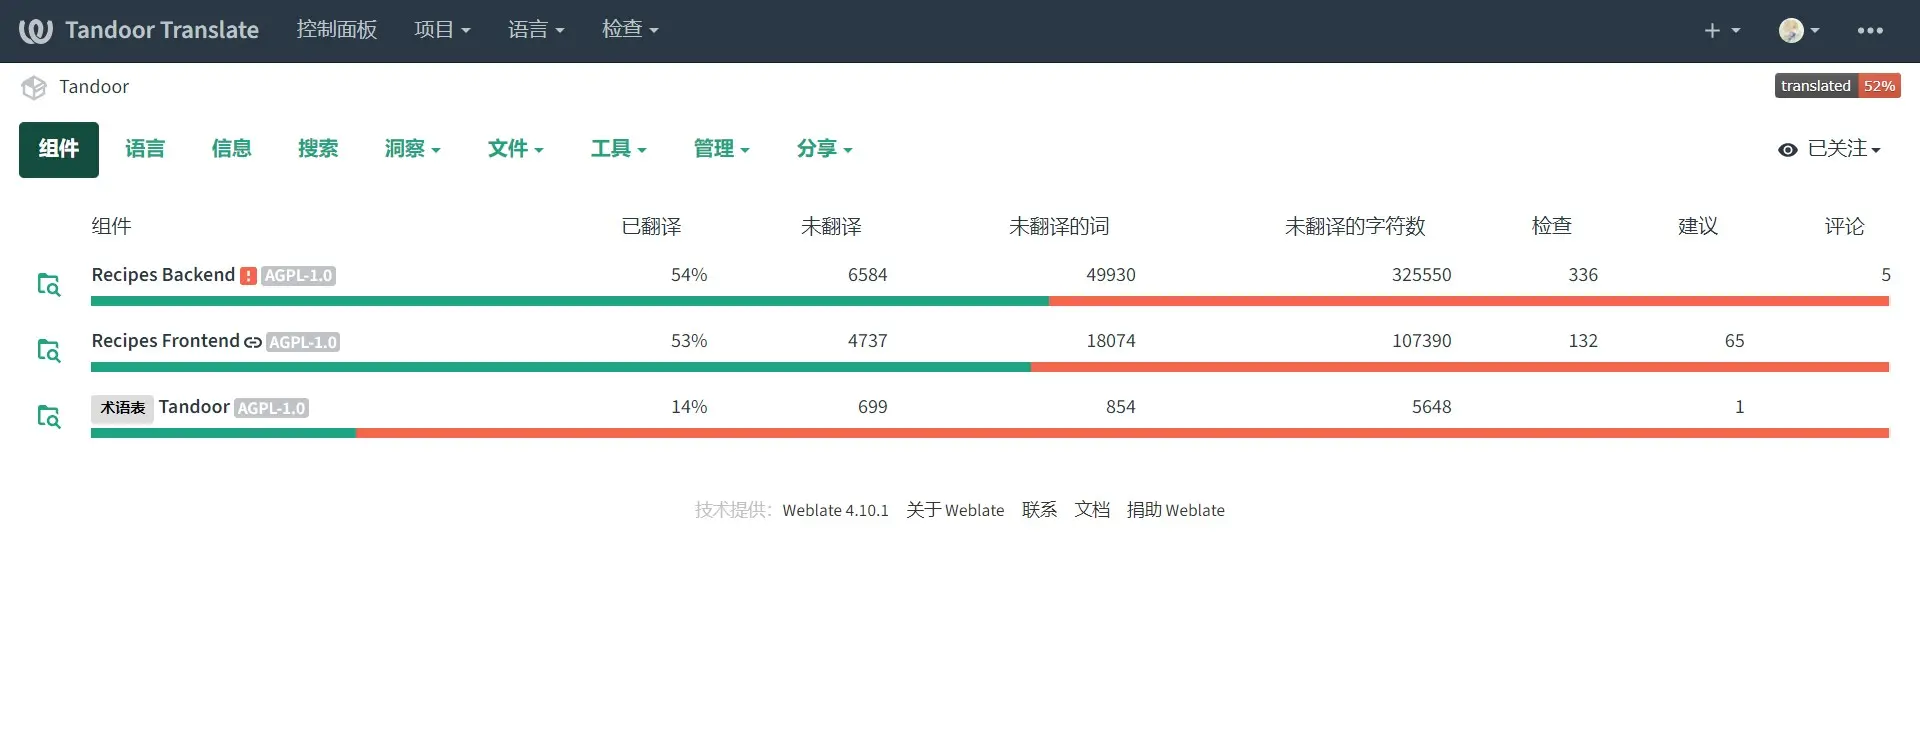 Tandoor Translate 控制面板 项目 语言 检查
Tandoor
translated 52%
组件 语言 信息 搜索 洞察 文件 工具 管理 分享 已关注
组件 已翻译 未翻译 未翻译的词 未翻译的字符数 检查 建议 评论
Recipes Backend ! AGPL-1.0 54% 6584 49930 325550 336 5
Recipes Frontend AGPL-1.0 53% 4737 18074 107390 132 65
术语表 Tandoor AGPL-1.0 14% 699 854 5648 1
技术提供: Weblate 4.10.1 关于 Weblate 联系 文档 捐助 Weblate